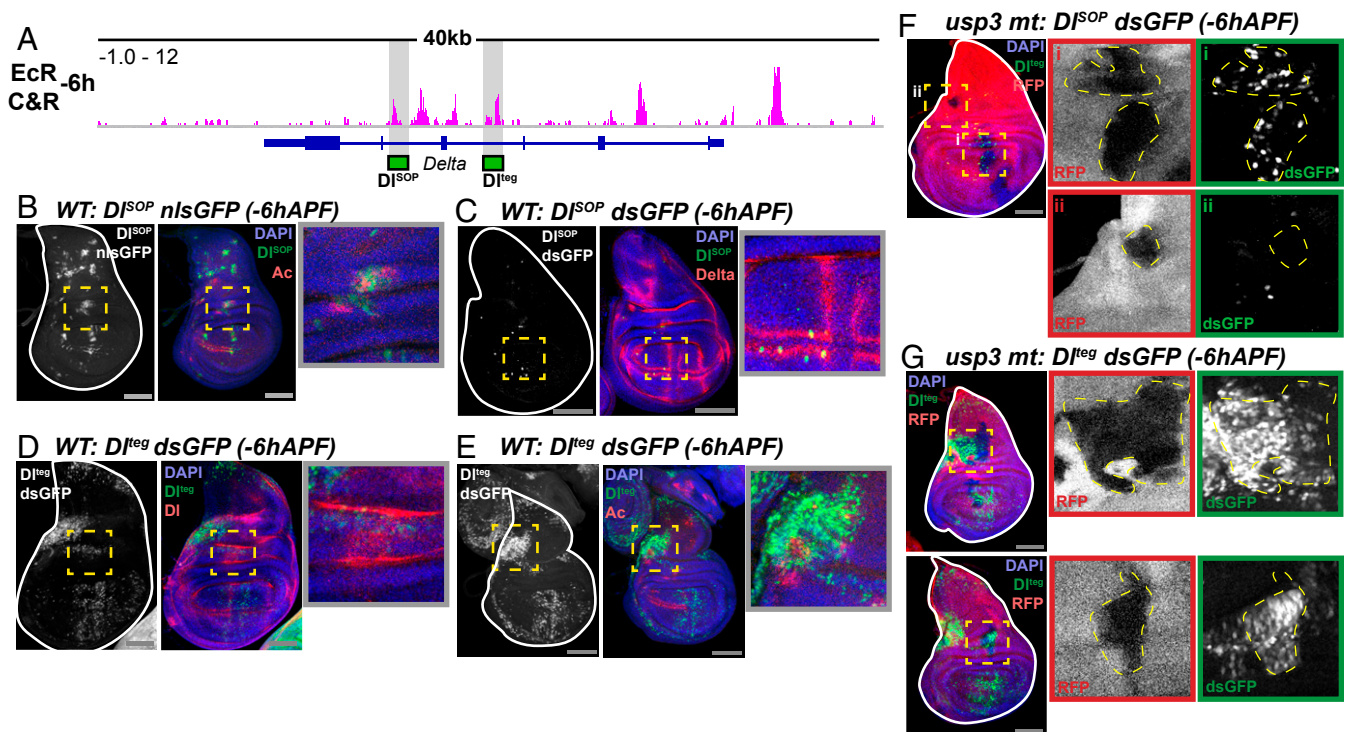 A
40kb
-1.0 - 12
EcR
C&R
-6h
Delta
Dl^SOP
Dl^teg
B WT: Dl^SOP nlsGFP (-6hAPF)
Dl^SOP
nlsGFP
DAPI
Dl^SOP
Ac
C WT: Dl^SOP dsGFP (-6hAPF)
Dl^SOP
dsGFP
DAPI
Dl^SOP
Delta
D WT: Dl^teg dsGFP (-6hAPF)
Dl^teg
dsGFP
DAPI
Dl^teg
Dl
E WT: Dl^teg dsGFP (-6hAPF)
Dl^teg
dsGFP
DAPI
Dl^teg
Ac
F usp3 mt: Dl^SOP dsGFP (-6hAPF)
DAPI
Dl^teg
RFP
ii
i
i
RFP
i
dsGFP
ii
RFP
ii
dsGFP
G usp3 mt: Dl^teg dsGFP (-6hAPF)
DAPI
Dl^teg
RFP
RFP
dsGFP
DAPI
Dl^teg
RFP
RFP
dsGFP